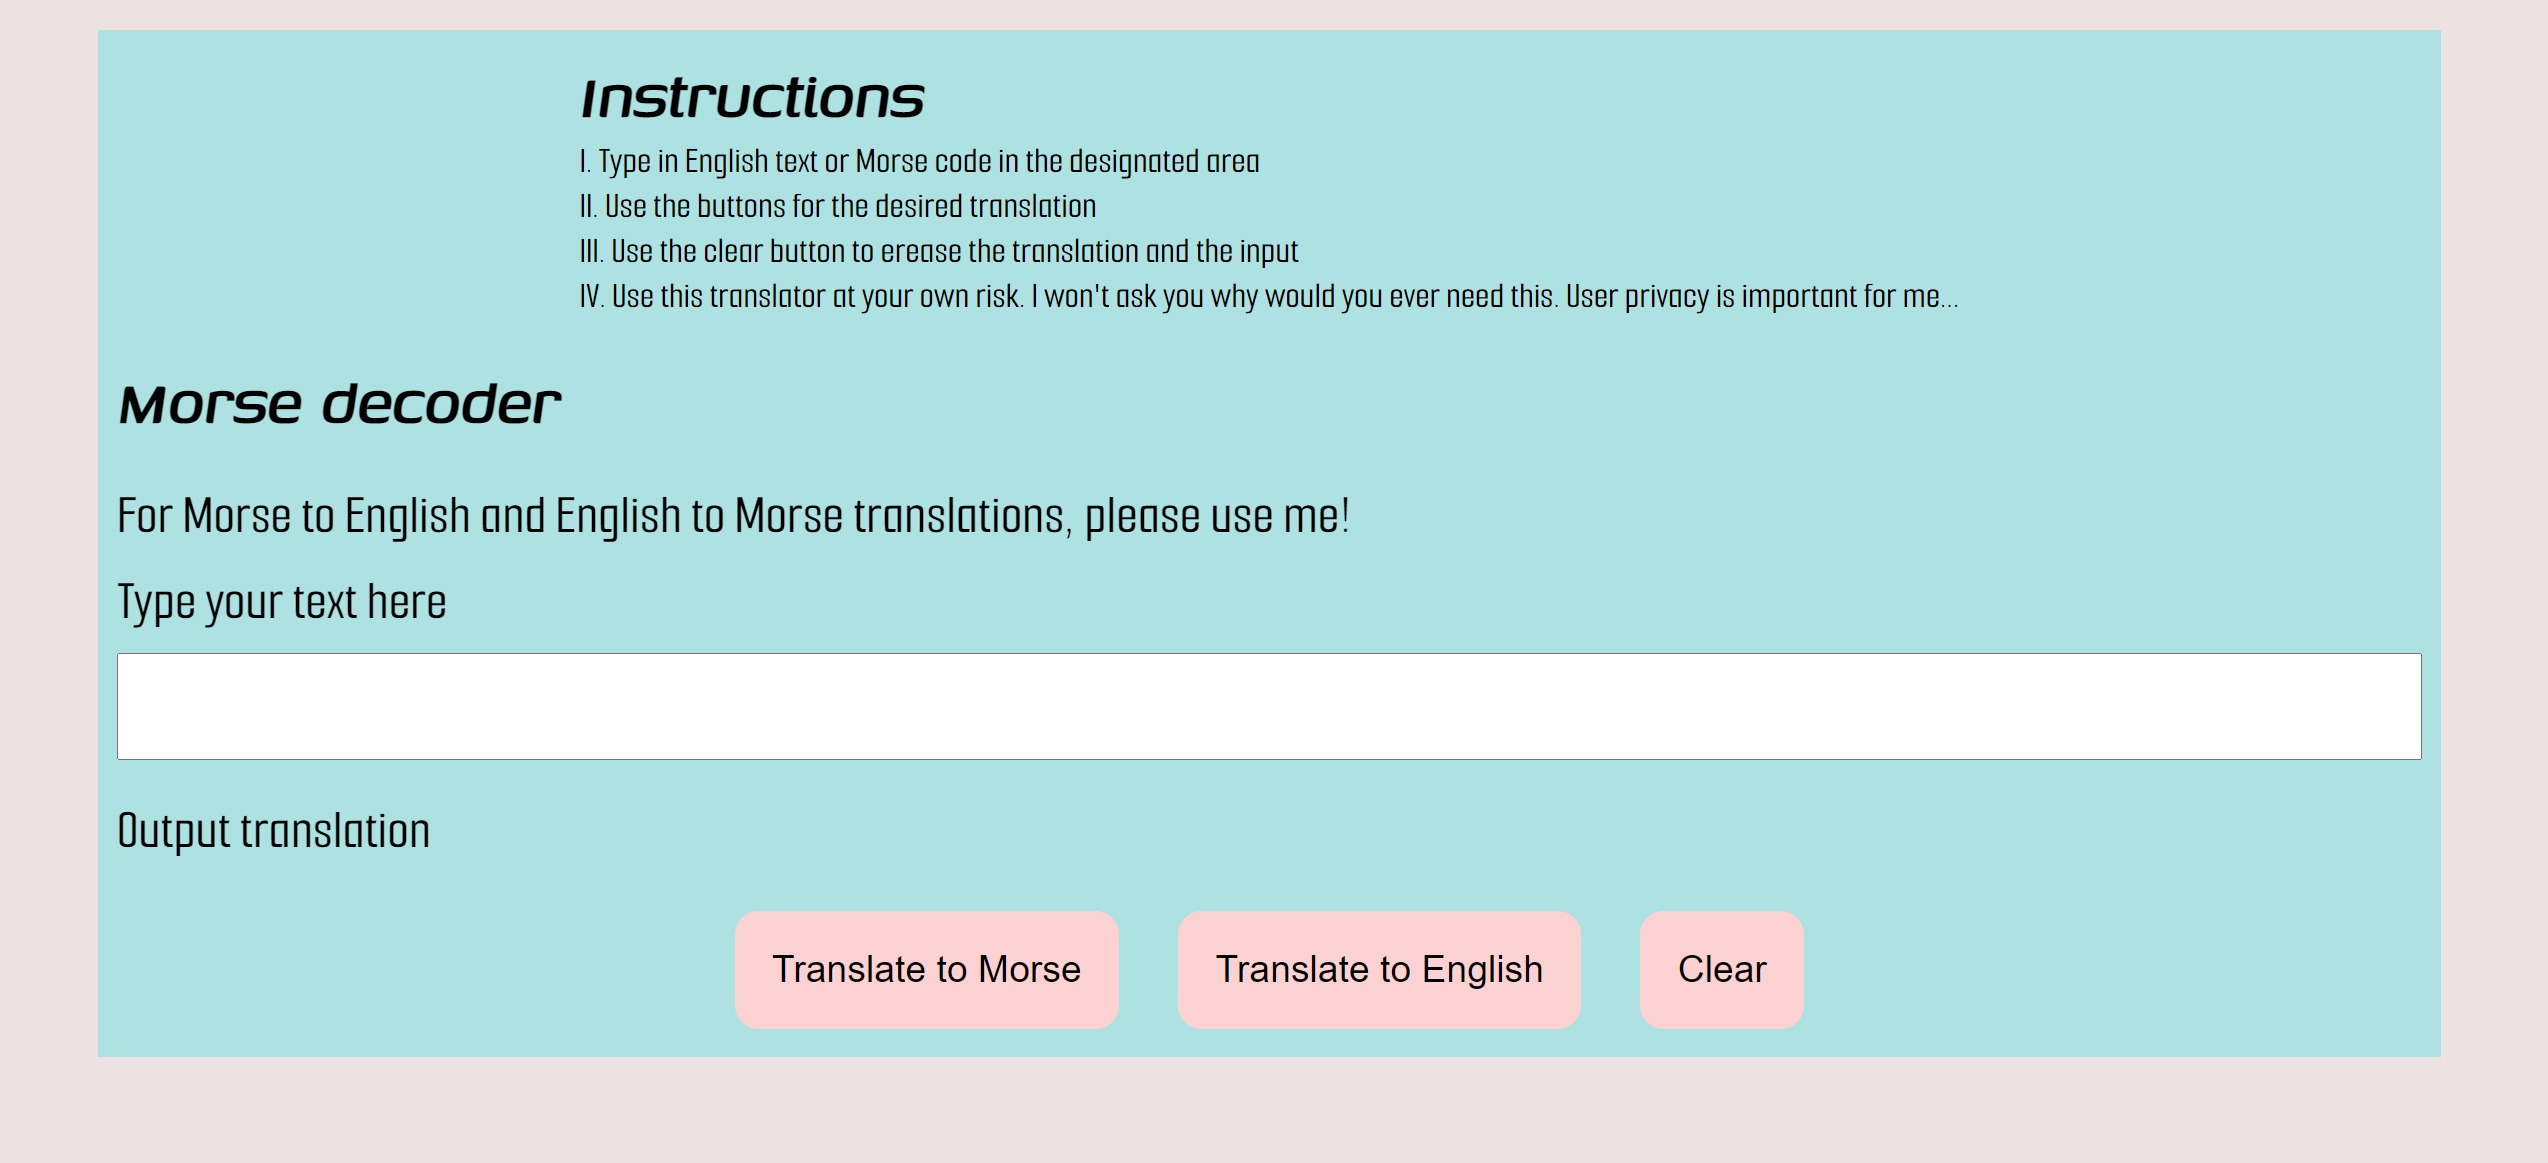 Instructions
I. Type in English text or Morse code in the designated area
II. Use the buttons for the desired translation
III. Use the clear button to erease the translation and the input
IV. Use this translator at your own risk. I won't ask you why would you ever need this. User privacy is important for me...
Morse decoder
For Morse to English and English to Morse translations, please use me!
Type your text here
Output translation
Translate to Morse
Translate to English
Clear